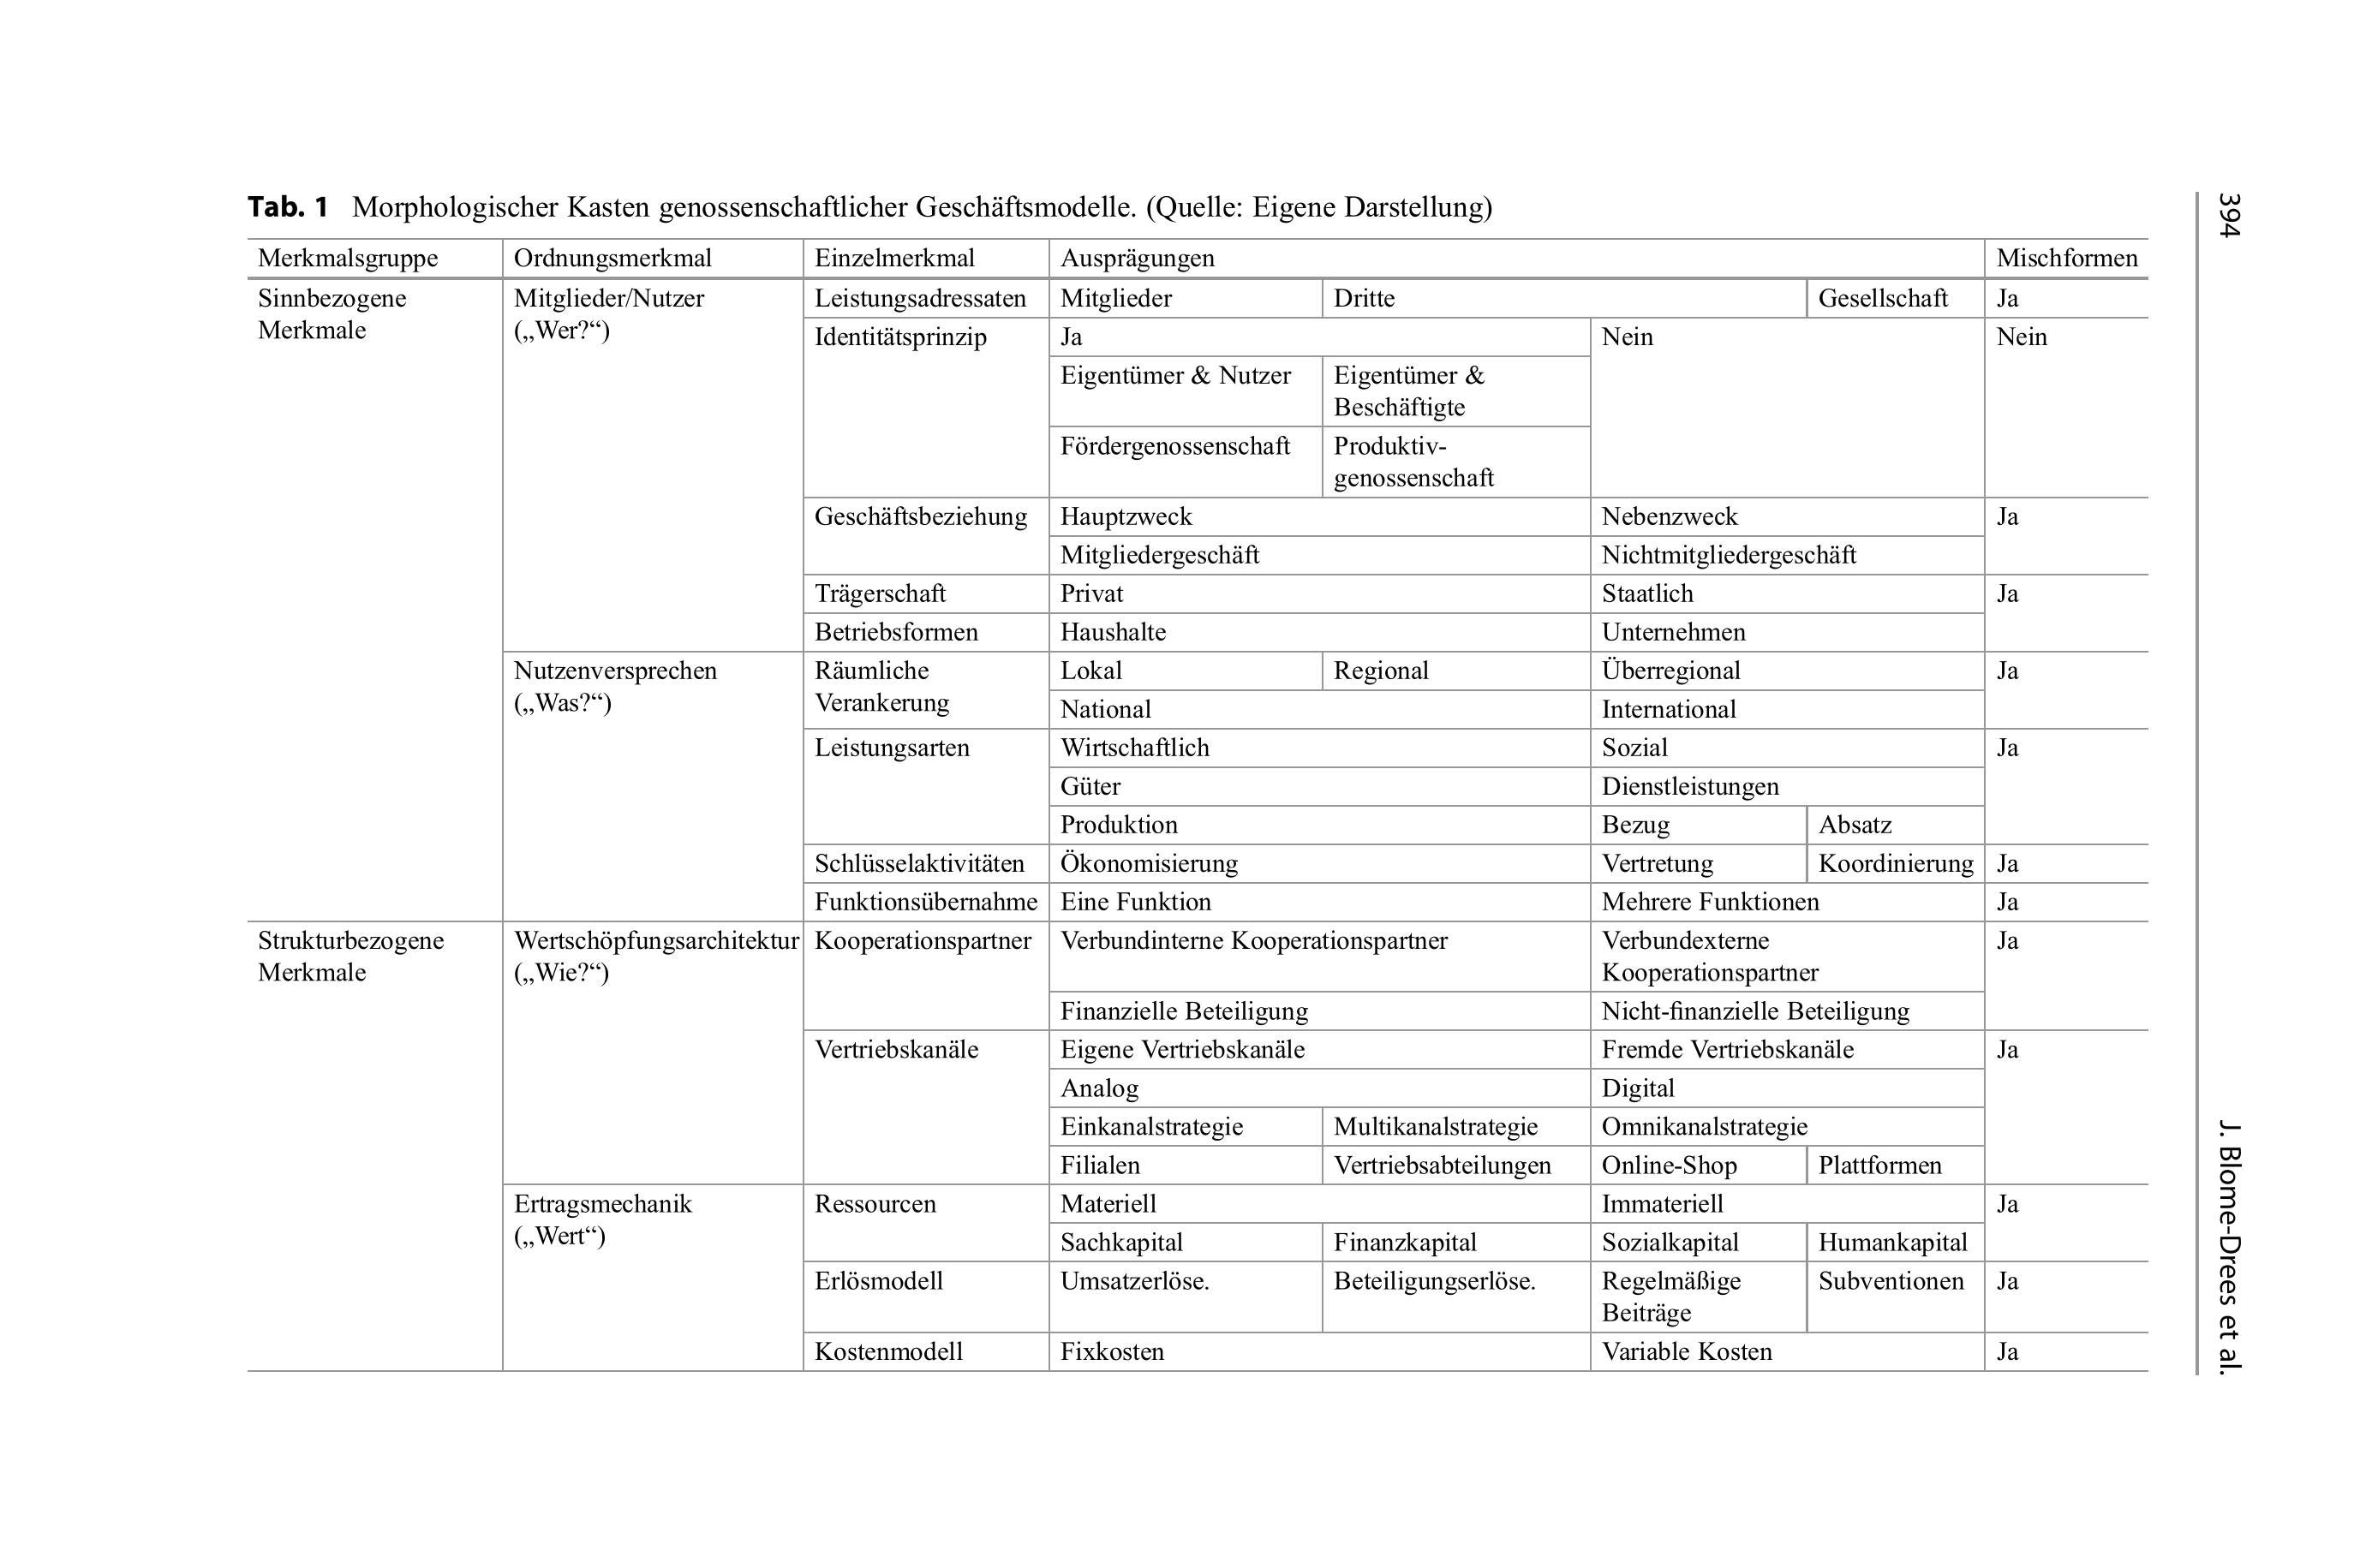 394
J. Blome-Drees et al.
Tab. 1 Morphologischer Kasten genossenschaftlicher Geschäftsmodelle. (Quelle: Eigene Darstellung)
Merkmalsgruppe Ordnungsmerkmal Einzelmerkmal Ausprägungen Mischformen
Sinnbezogene Mitglieder/Nutzer Leistungsadressaten Mitglieder Dritte Gesellschaft Ja
Merkmale („Wer?“)
Identitätsprinzip Ja Nein Nein
Eigentümer & Nutzer Eigentümer &
Beschäftigte
Fördergenossenschaft Produktiv-
genossenschaft
Geschäftsbeziehung Hauptzweck Nebenzweck Ja
Mitgliedergeschäft Nichtmitgliedergeschäft
Trägerschaft Privat Staatlich Ja
Betriebsformen Haushalte Unternehmen
Nutzenversprechen Räumliche Lokal Regional Überregional Ja
(„Was?“) Verankerung
National International
Leistungsarten Wirtschaftlich Sozial Ja
Güter Dienstleistungen
Produktion Bezug Absatz
Schlüsselaktivitäten Ökonomisierung Vertretung Koordinierung Ja
Funktionsübernahme Eine Funktion Mehrere Funktionen Ja
Strukturbezogene Wertschöpfungsarchitektur Kooperationspartner Verbundinterne Kooperationspartner Verbundexterne Ja
Merkmale („Wie?“) Kooperationspartner
Finanzielle Beteiligung Nicht-finanzielle Beteiligung
Vertriebskanäle Eigene Vertriebskanäle Fremde Vertriebskanäle Ja
Analog Digital
Einkanalstrategie Multikanalstrategie Omnikanalstrategie
Filialen Vertriebsabteilungen Online-Shop Plattformen
Ertragsmechanik Ressourcen Materiell Immateriell Ja
(„Wert“)
Sachkapital Finanzkapital Sozialkapital Humankapital
Erlösmodell Umsatzerlöse. Beteiligungserlöse. Regelmäßige Subventionen Ja
Beiträge
Kostenmodell Fixkosten Variable Kosten Ja